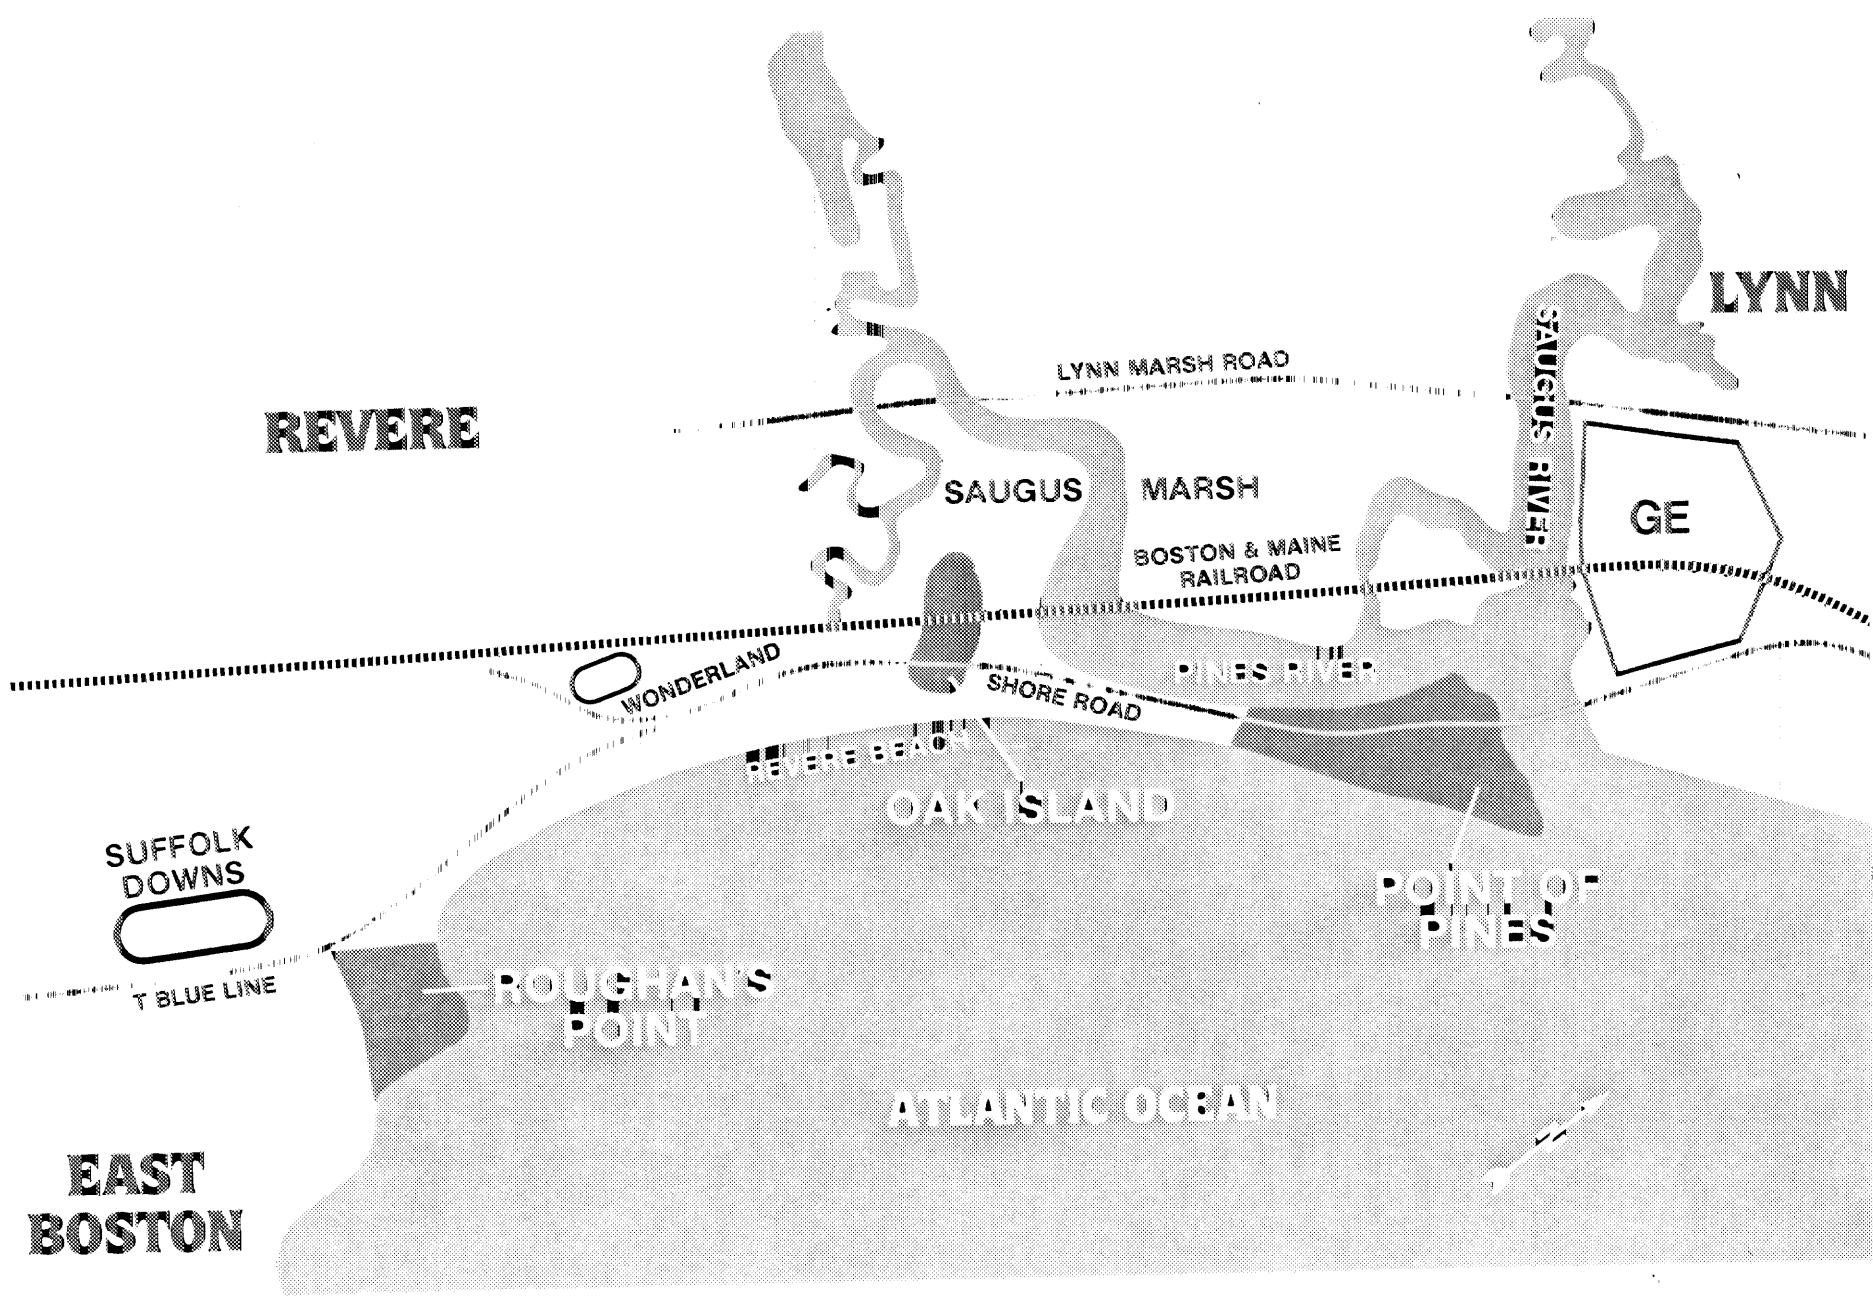 LYNN
SAUGUS RIVER
LYNN MARSH ROAD
REVERE
SAUGUS MARSH
GE
BOSTON & MAINE
RAILROAD
WONDERLAND
PINES RIVER
SHORE ROAD
REVERE BEACH
OAK ISLAND
SUFFOLK
DOWNS
POINT OF
PINES
T BLUE LINE
ROUGHAN'S
POINT
ATLANTIC OCEAN
N
EAST
BOSTON